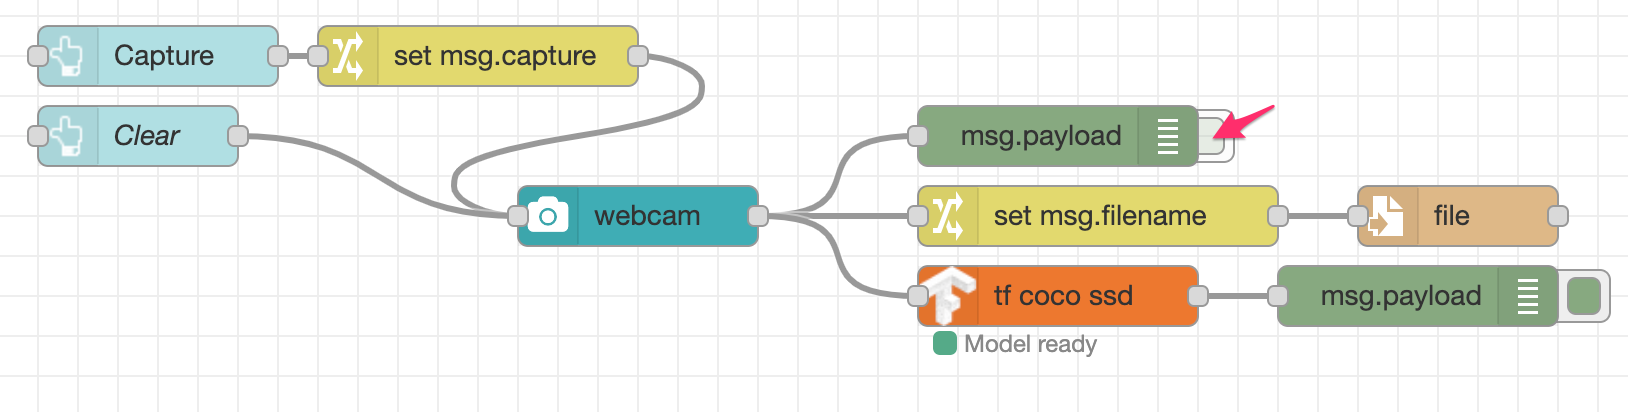 Capture
set msg.capture
Clear
msg.payload
webcam
set msg.filename
file
tf coco ssd
msg.payload
Model ready